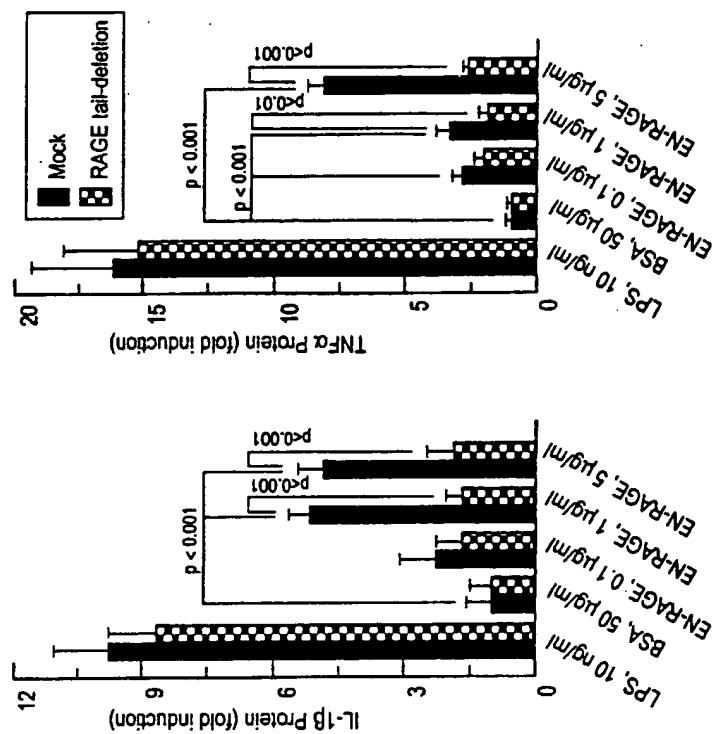 IL-1β Protein (fold induction)
12
9
6
3
0
p < 0.001
p<0.001
p<0.001
LPS, 10 ng/ml
BSA, 50 µg/ml
EN-RAGE, 0.1 µg/ml
EN-RAGE, 1 µg/ml
EN-RAGE, 5 µg/ml
Mock
RAGE tail-deletion
TNFα Protein (fold induction)
20
15
10
5
0
p < 0.001
p < 0.001
p<0.01
p<0.001
LPS, 10 ng/ml
BSA, 50 µg/ml
EN-RAGE, 0.1 µg/ml
EN-RAGE, 1 µg/ml
EN-RAGE, 5 µg/ml